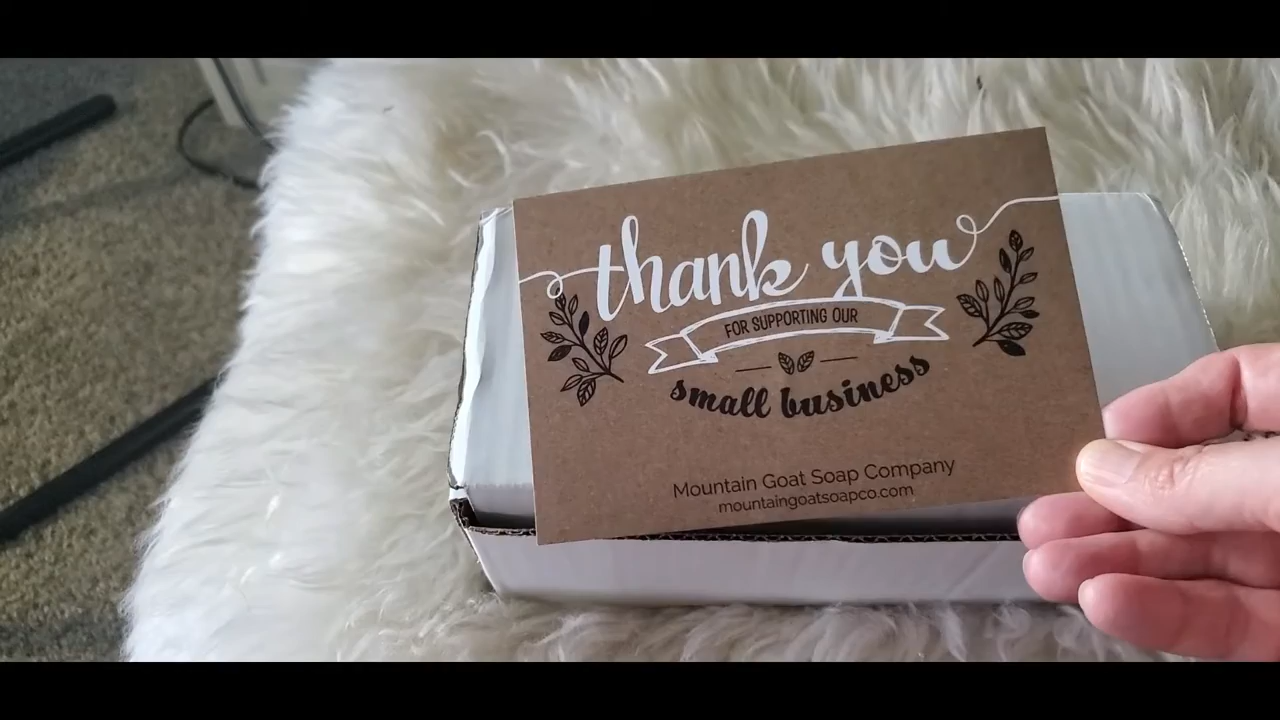 thank you
FOR SUPPORTING OUR
small business
Mountain Goat Soap Company
mountaingoatsoapco.com